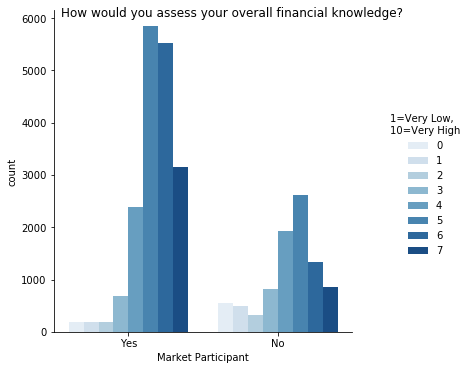 How would you assess your overall financial knowledge?
6000
5000
4000
3000
2000
1000
0
count
Yes
No
Market Participant
1=Very Low,
10=Very High
0
1
2
3
4
5
6
7